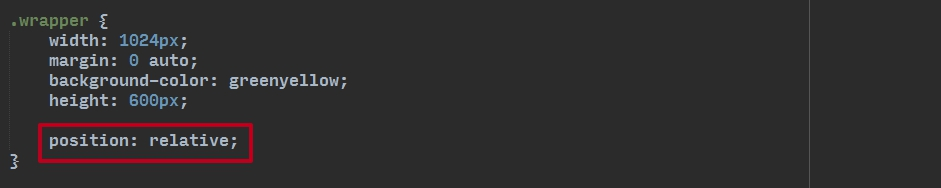 .wrapper {
width: 1024px;
margin: 0 auto;
background-color: greenyellow;
height: 600px;
position: relative;
}